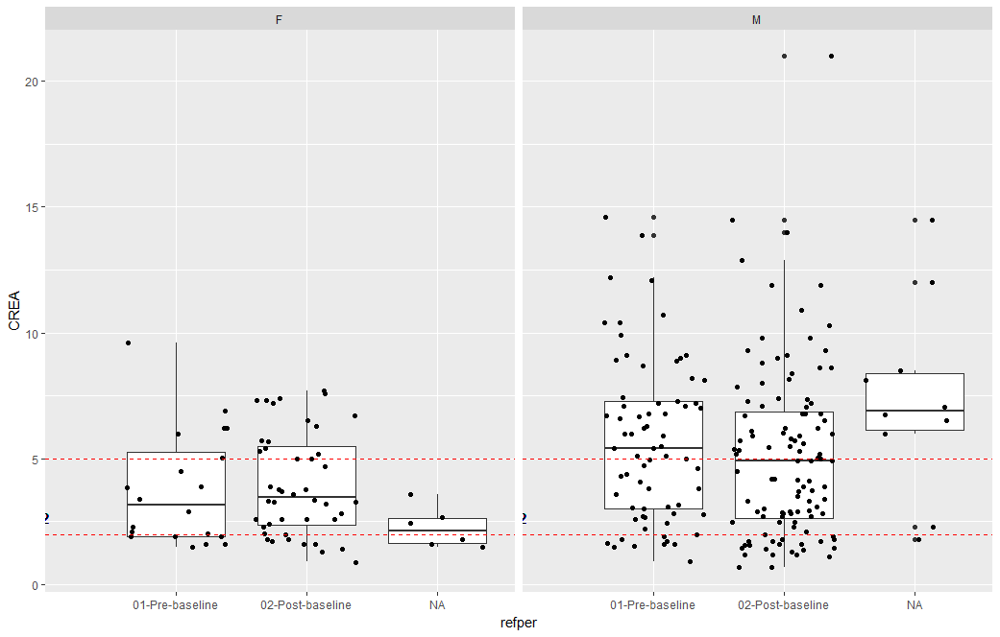 F
M
CREA
20
15
10
5
0
2
2
01-Pre-baseline
02-Post-baseline
NA
01-Pre-baseline
02-Post-baseline
NA
refper